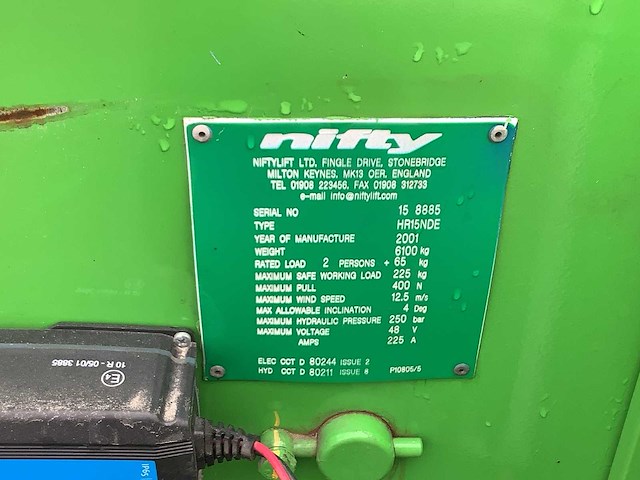 nifty
NIFTYLIFT LTD. FINGLE DRIVE, STONEBRIDGE
MILTON KEYNES. MK13 OER. ENGLAND
TEL 01908 223456. FAX 01908 312733
e-mail info@niftylift.com
SERIAL NO 15 8885
TYPE HR15NDE
YEAR OF MANUFACTURE 2001
WEIGHT 6100 kg
RATED LOAD 2 PERSONS + 65 kg
MAXIMUM SAFE WORKING LOAD 225 kg
MAXIMUM PULL 400 N
MAXIMUM WIND SPEED 12.5 m/s
MAX ALLOWABLE INCLINATION 4 Deg
MAXIMUM HYDRAULIC PRESSURE 250 bar
MAXIMUM VOLTAGE 48 V
AMPS 225 A
ELEC CCT D 80244 ISSUE 2
HYD CCT D 80211 ISSUE 8 P10805/5
10 R - 05/01 3885
E4
IP65